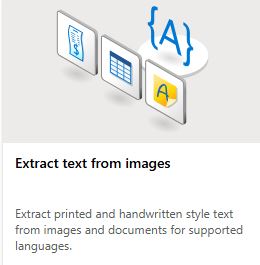 {A}
$
A
Extract text from images
Extract printed and handwritten style text
from images and documents for supported
languages.